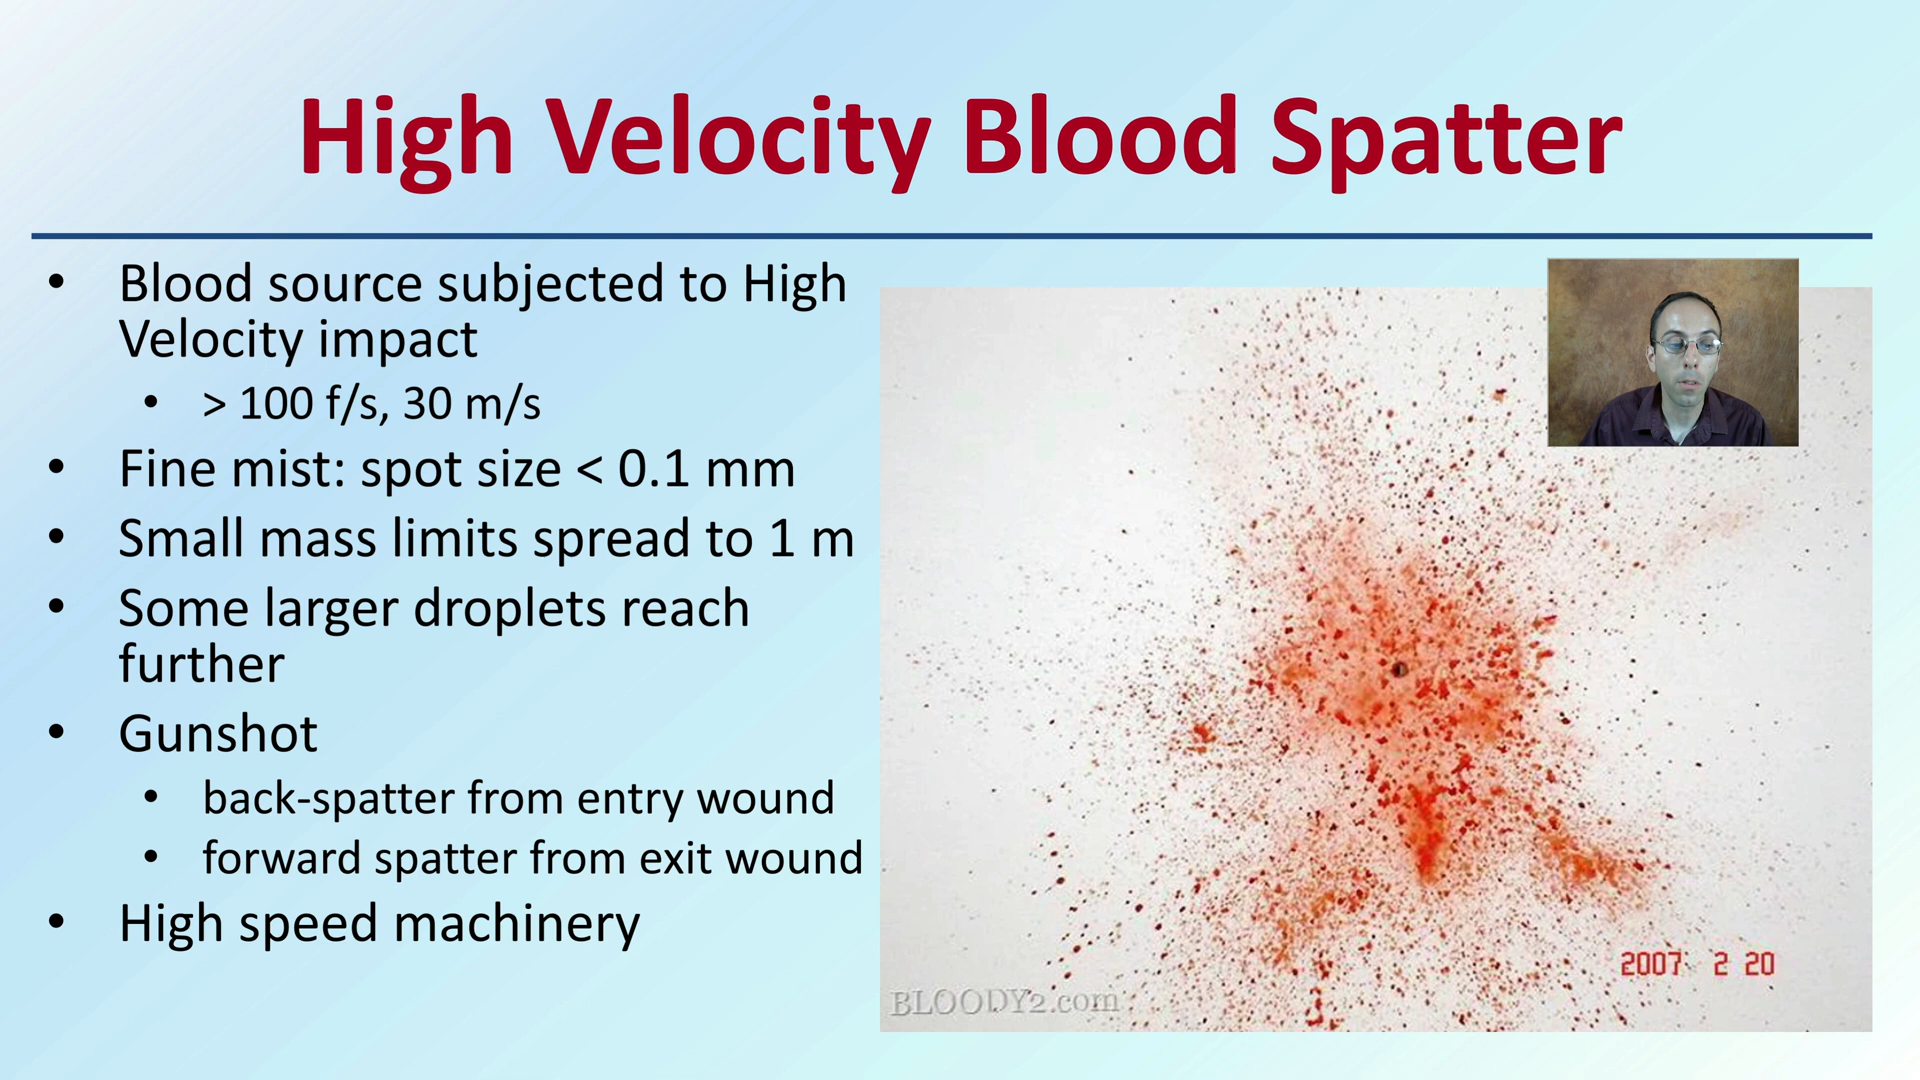 High Velocity Blood Spatter
• Blood source subjected to High
Velocity impact
• > 100 f/s, 30 m/s
• Fine mist: spot size < 0.1 mm
• Small mass limits spread to 1 m
• Some larger droplets reach
further
• Gunshot
• back-spatter from entry wound
• forward spatter from exit wound
• High speed machinery
2007 2 20
BLOODY2.com